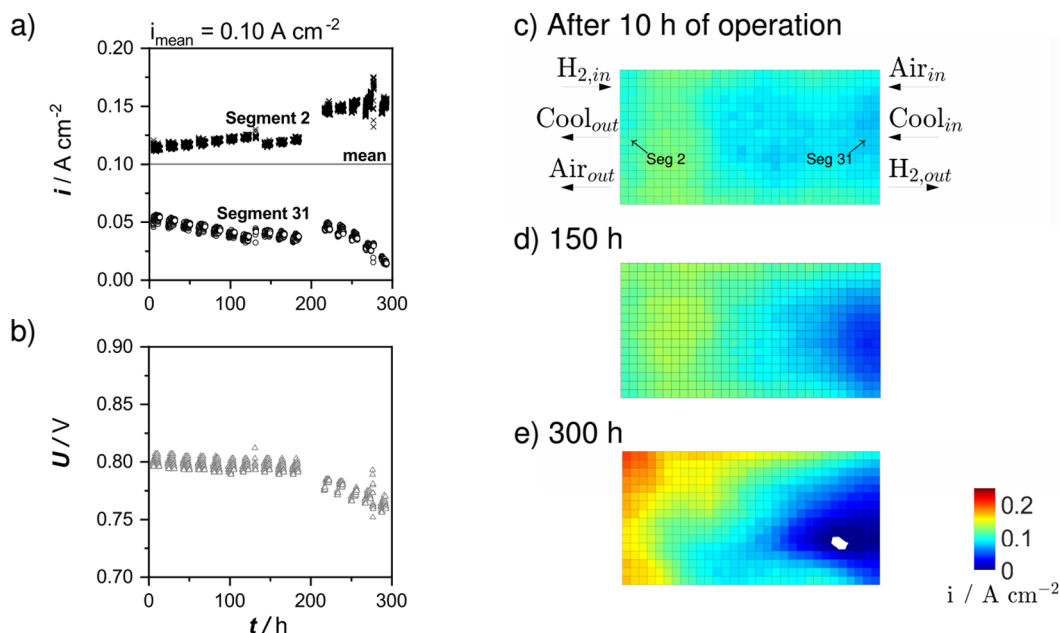 a)
i_mean = 0.10 A cm⁻²
0.20
0.15
0.10
0.05
0.00
i / A cm⁻²
Segment 2
mean
Segment 31
0 100 200 300
b)
0.90
0.85
0.80
0.75
0.70
U / V
0 100 200 300
t / h
c) After 10 h of operation
H₂,in
Cool_out
Air_out
Seg 2
Seg 31
Air_in
Cool_in
H₂,out
d) 150 h
e) 300 h
0.2
0.1
0
i / A cm⁻²